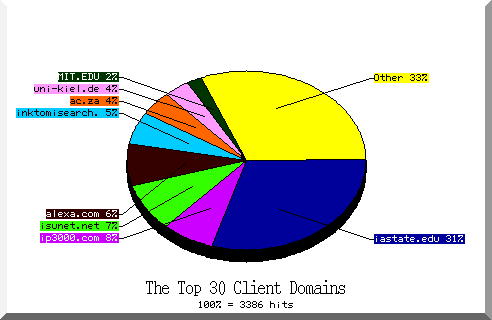 MIT.EDU 2%
uni-kiel.de 4%
ac.za 4%
inktomisearch. 5%
Other 33%
alexa.com 6%
isunet.net 7%
ip3000.com 8%
iastate.edu 31%
The Top 30 Client Domains
100% = 3386 hits